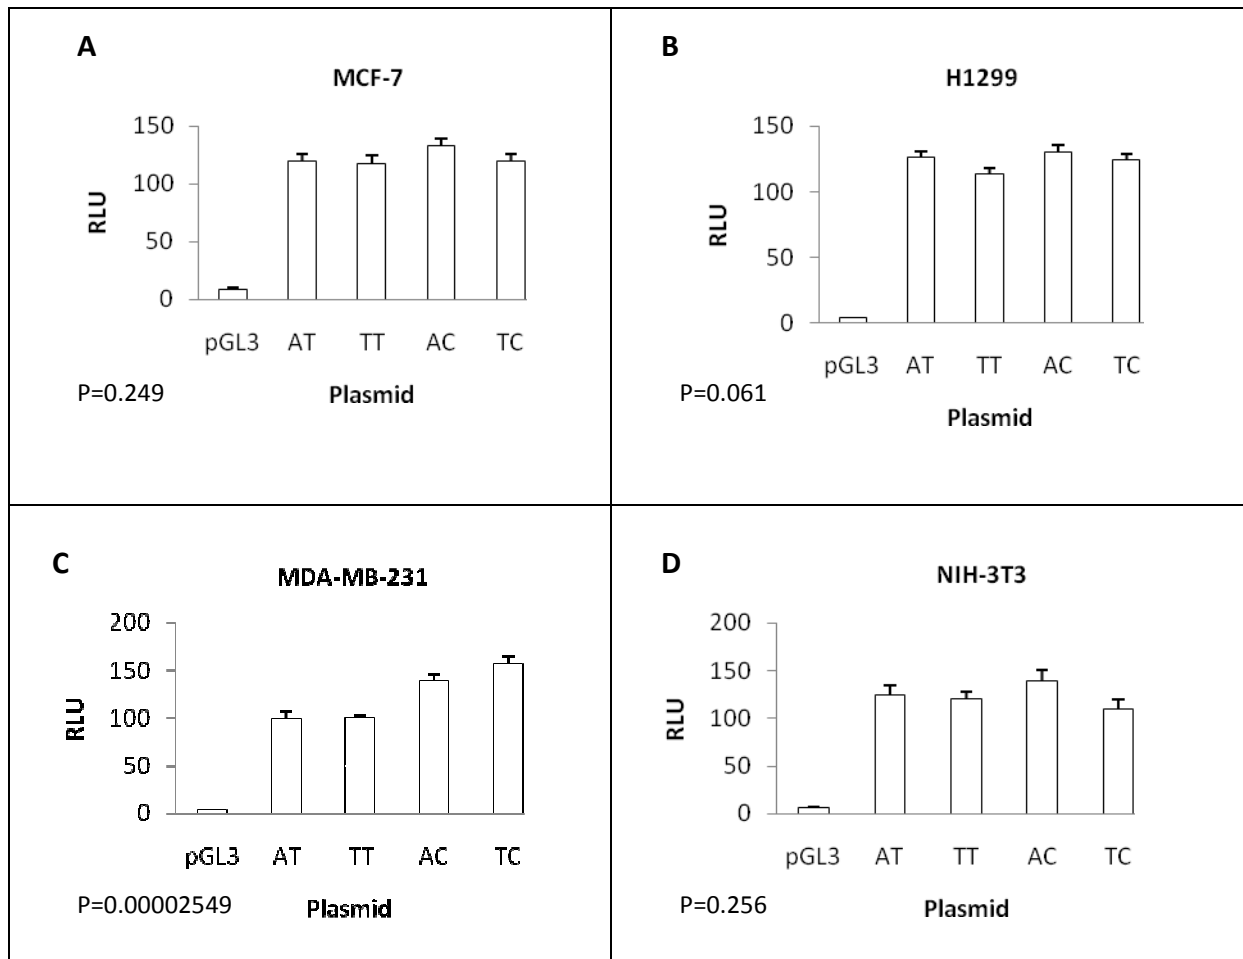 A
MCF-7
150
100
50
0
RLU
pGL3 AT TT AC TC
P=0.249
Plasmid
B
H1299
150
100
50
0
RLU
pGL3 AT TT AC TC
P=0.061
Plasmid
C
MDA-MB-231
200
150
100
50
0
RLU
pGL3 AT TT AC TC
P=0.00002549
Plasmid
D
NIH-3T3
200
150
100
50
0
RLU
pGL3 AT TT AC TC
P=0.256
Plasmid